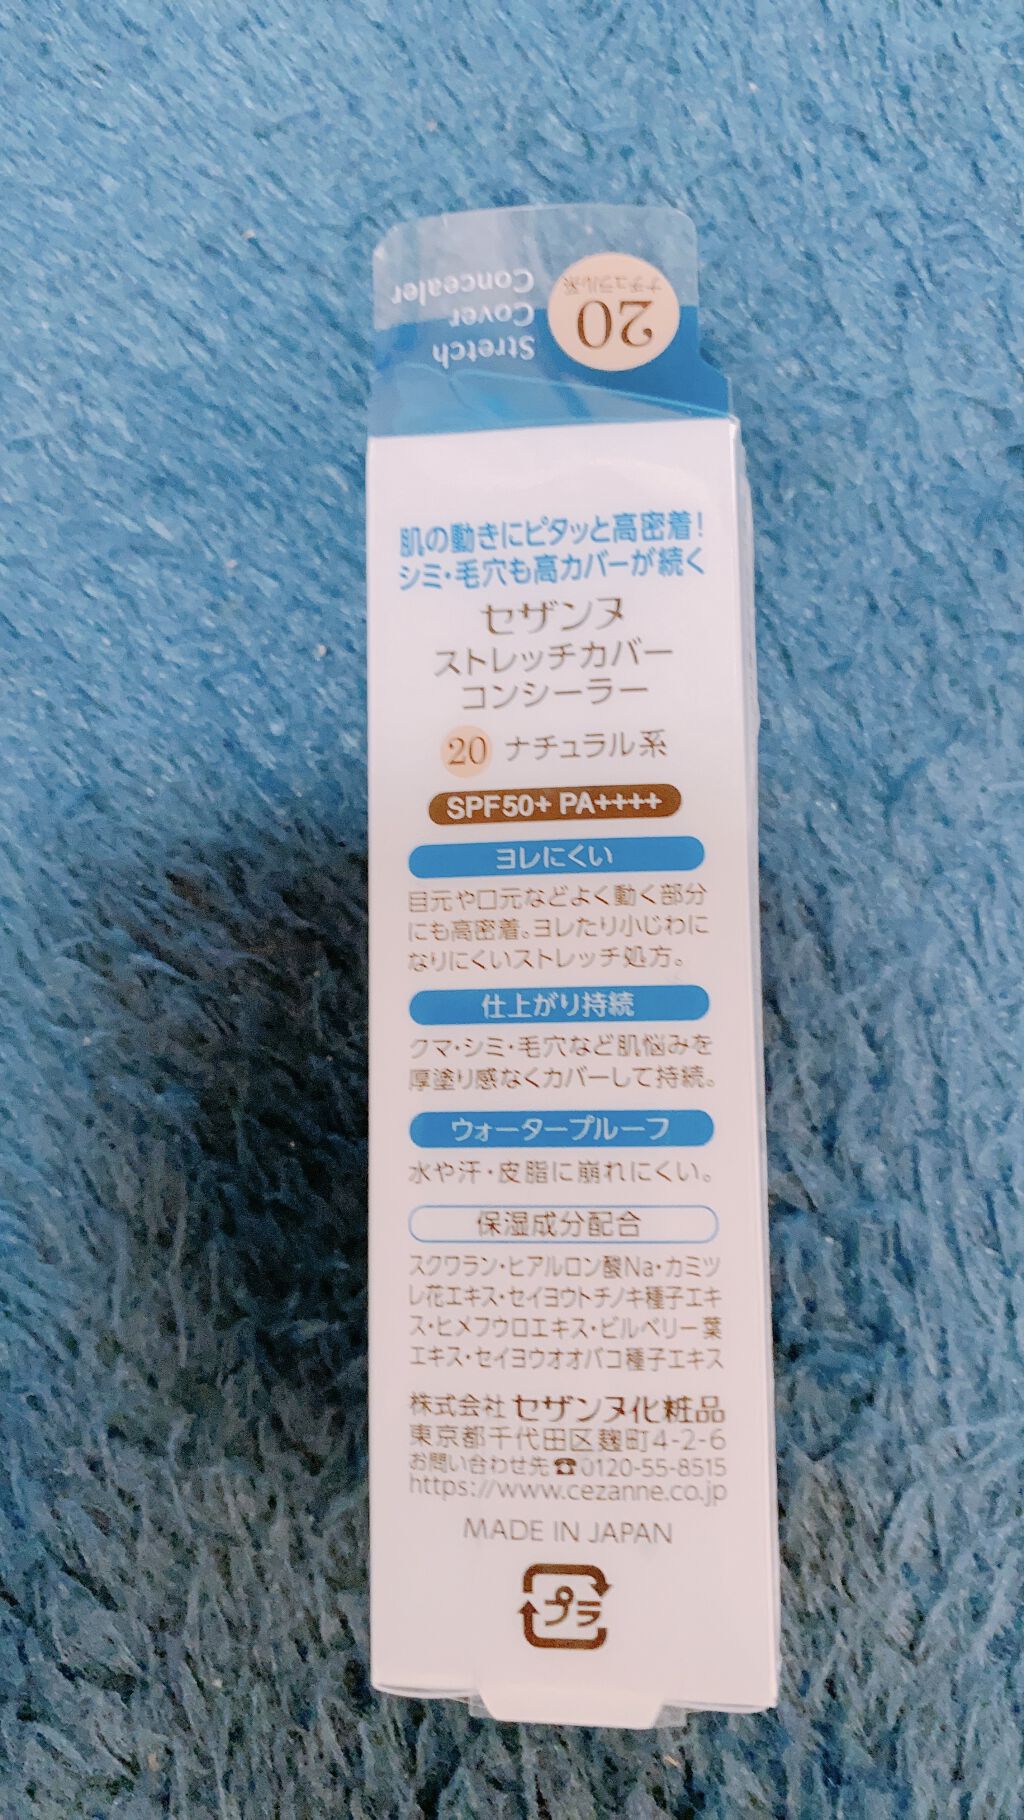 Stretch
Cover
Concealer
20
ナチュラル系
肌の動きにピタッと高密着!
シミ・毛穴も高カバーが続く
セザンヌ
ストレッチカバー
コンシーラー
20 ナチュラル系
SPF50+ PA++++
ヨレにくい
目元や口元などよく動く部分
にも高密着。ヨレたり小じわに
なりにくいストレッチ処方。
仕上がり持続
クマ・シミ・毛穴など肌悩みを
厚塗り感なくカバーして持続。
ウォータープルーフ
水や汗・皮脂に崩れにくい。
保湿成分配合
スクワラン・ヒアルロン酸Na・カミツ
レ花エキス・セイヨウトチノキ種子エキ
ス・ヒメフウロエキス・ビルベリー葉
エキス・セイヨウオオバコ種子エキス
株式会社 セザンヌ化粧品
東京都千代田区麹町4-2-6
お問い合わせ先 ☎0120-55-8515
https://www.cezanne.co.jp
MADE IN JAPAN
プラ